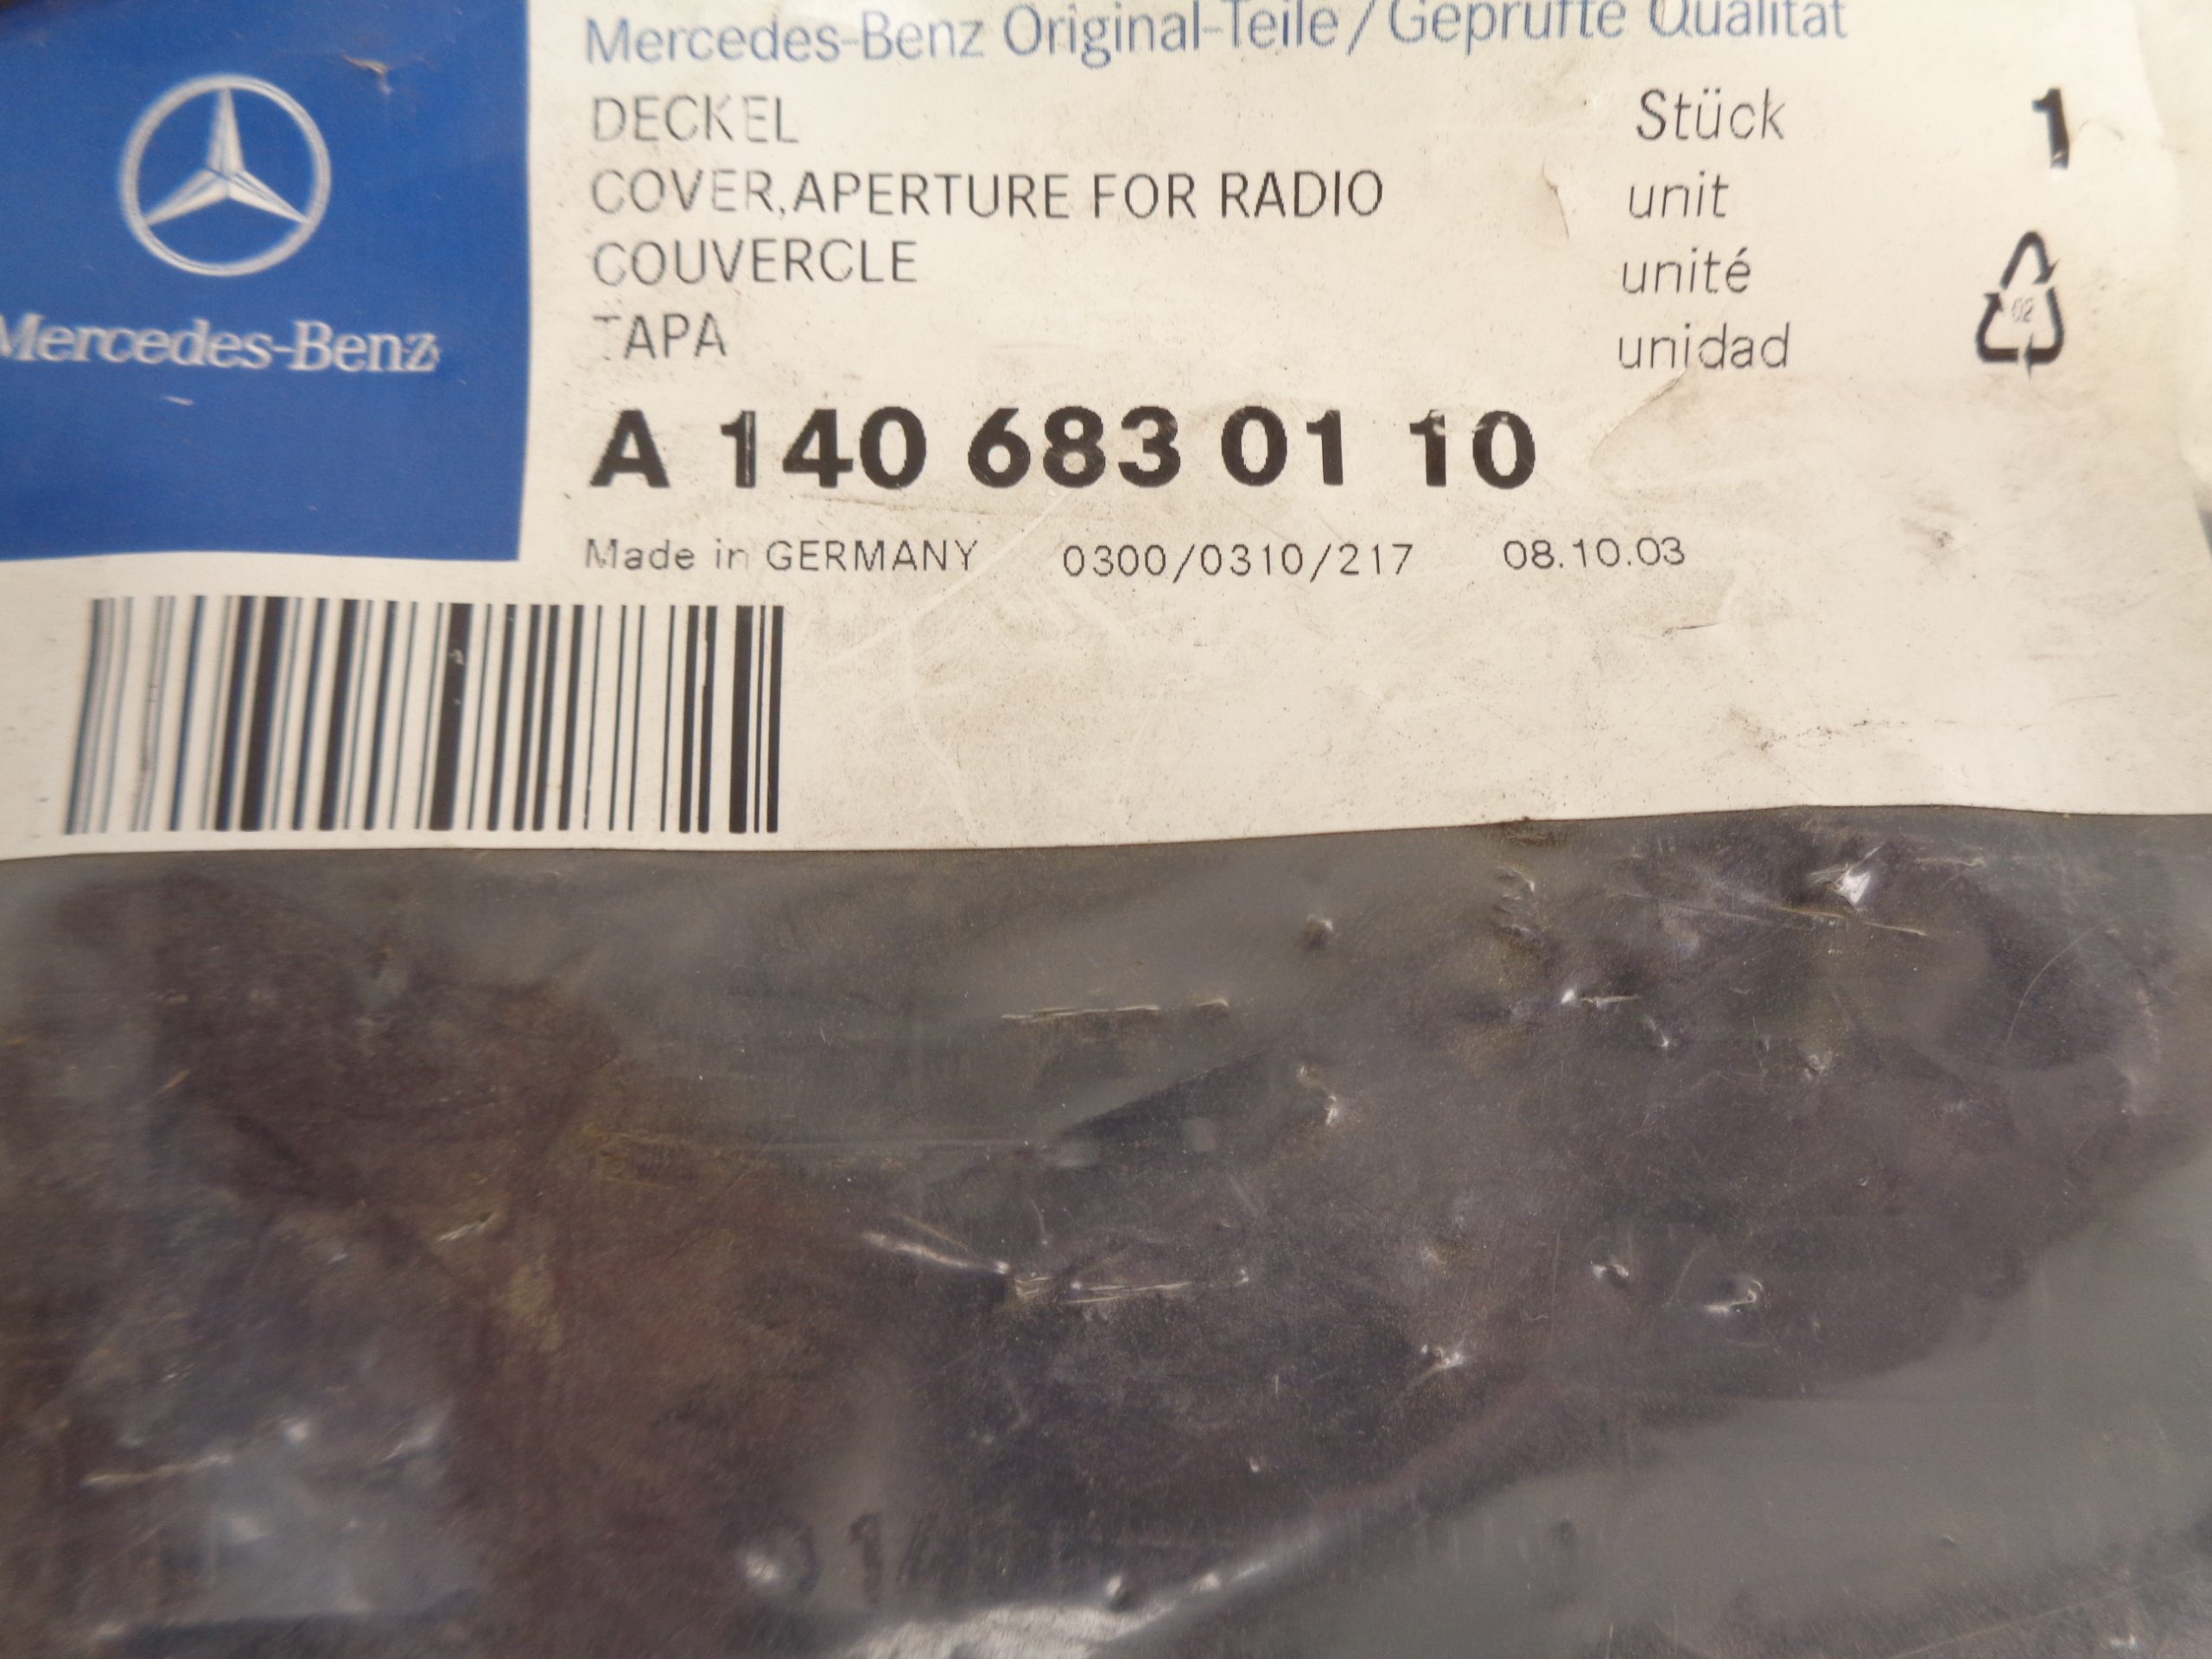 Mercedes-Benz Original-Teile / Geprüfte Qualität
DECKEL Stück 1
COVER,APERTURE FOR RADIO unit
COUVERCLE unité
TAPA unidad
02
Mercedes-Benz
A 140 683 01 10
Made in GERMANY 0300/0310/217 08.10.03